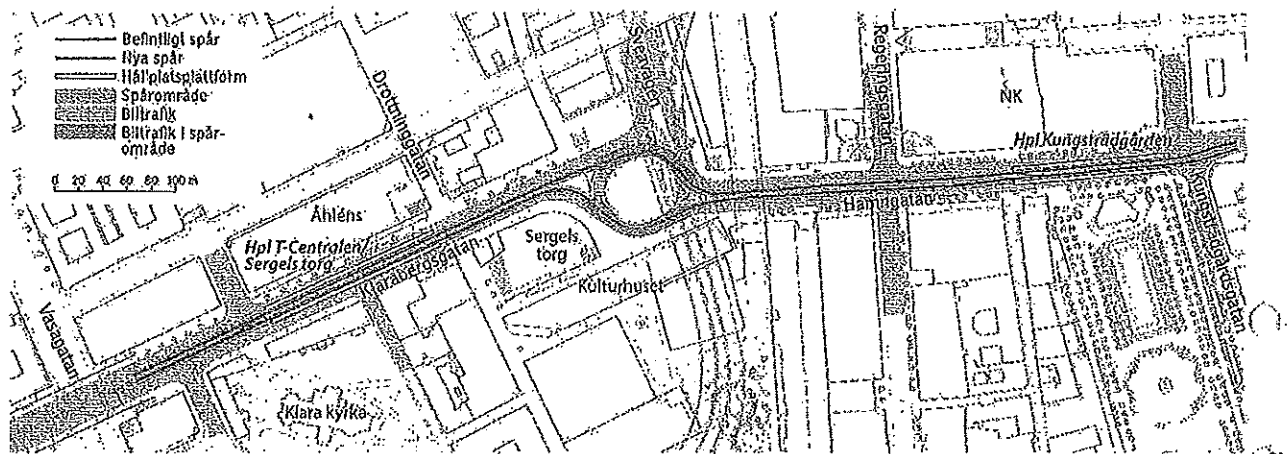 Befintligt spår
Nya spår
Hållplatsplattform
Spårområde
Biltrafik
Biltrafik i spår-
område
0 20 40 60 80 100 m
Drottninggatan
Sveavägen
Regeringsgatan
NK
Hpl Kungsträdgården
Hamngatan
Kungsträdgårdsgatan
Åhléns
Hpl T-Centralen/
Sergels torg
Klarabergsgatan
Sergels
torg
Kulturhuset
Vasagatan
Klara kyrka